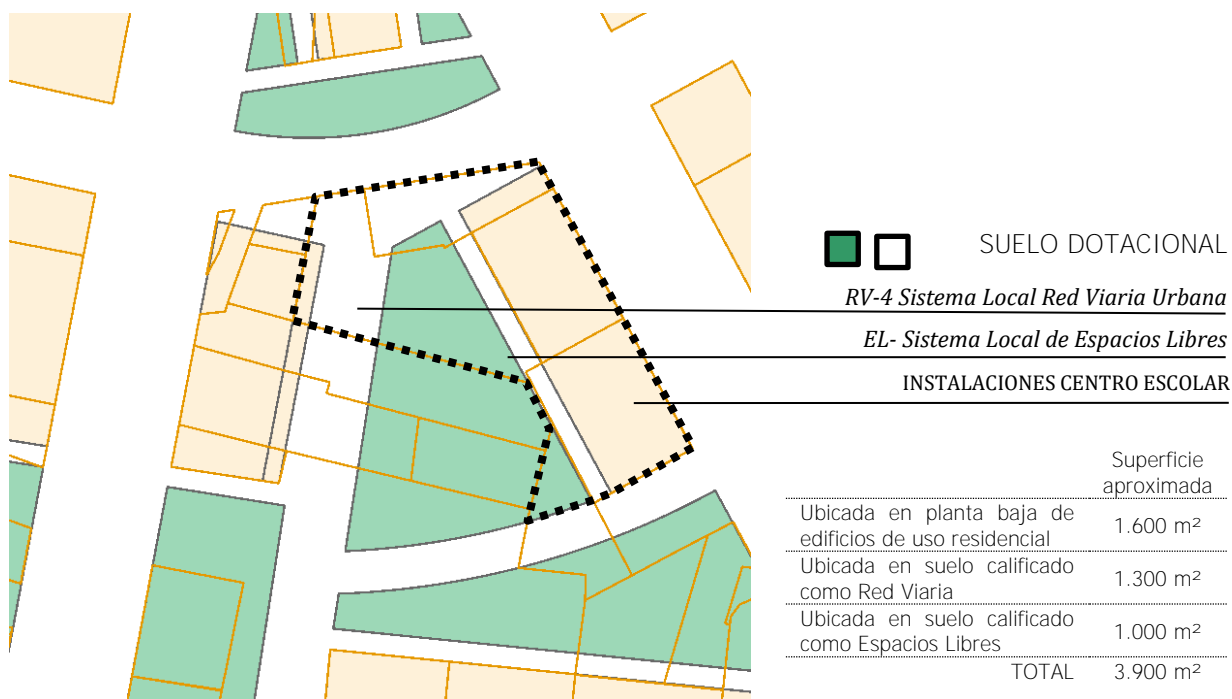 SUELO DOTACIONAL
RV-4 Sistema Local Red Viaria Urbana
EL- Sistema Local de Espacios Libres
INSTALACIONES CENTRO ESCOLAR
Superficie
aproximada
Ubicada en planta baja de
edificios de uso residencial
1.600 m²
Ubicada en suelo calificado
como Red Viaria
1.300 m²
Ubicada en suelo calificado
como Espacios Libres
1.000 m²
TOTAL 3.900 m²